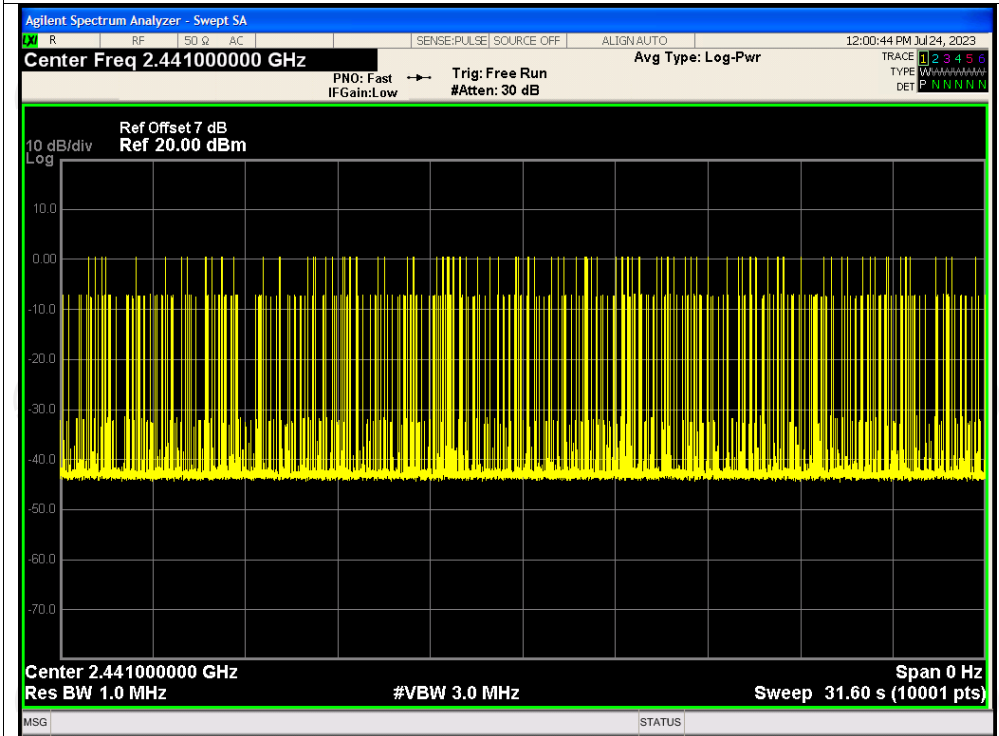 Agilent Spectrum Analyzer - Swept SA
LXI R RF 50 Ω AC SENSE:PULSE SOURCE OFF ALIGN AUTO 12:00:44 PM Jul 24, 2023
Center Freq 2.441000000 GHz
PNO: Fast
IFGain:Low
Trig: Free Run
#Atten: 30 dB
Avg Type: Log-Pwr
TRACE 1 2 3 4 5 6
TYPE W
DET P N N N N N
Ref Offset 7 dB
10 dB/div Ref 20.00 dBm
Log
10.0
0.00
-10.0
-20.0
-30.0
-40.0
-50.0
-60.0
-70.0
Center 2.441000000 GHz Span 0 Hz
Res BW 1.0 MHz #VBW 3.0 MHz Sweep 31.60 s (10001 pts)
MSG STATUS